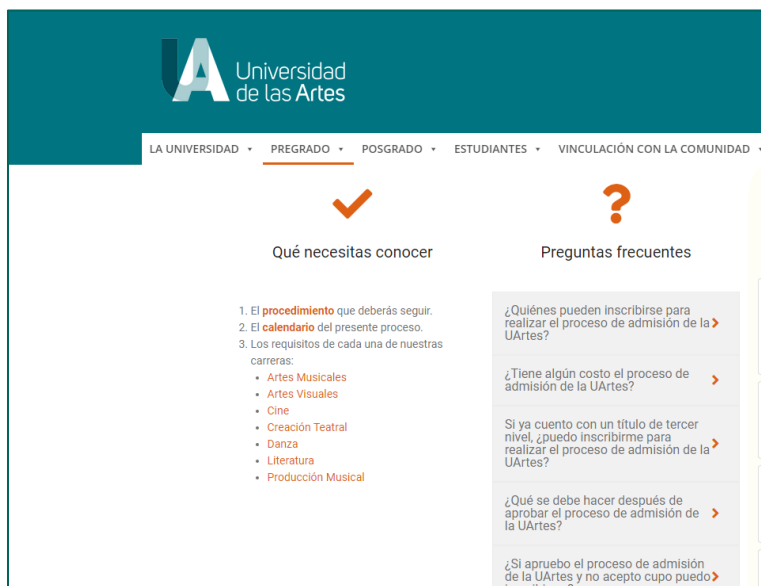 Universidad
de las Artes
LA UNIVERSIDAD
PREGRADO
POSGRADO
ESTUDIANTES
VINCULACIÓN CON LA COMUNIDAD
Qué necesitas conocer
1. El procedimiento que deberás seguir.
2. El calendario del presente proceso.
3. Los requisitos de cada una de nuestras
carreras:
• Artes Musicales
• Artes Visuales
• Cine
• Creación Teatral
• Danza
• Literatura
• Producción Musical
Preguntas frecuentes
¿Quiénes pueden inscribirse para
realizar el proceso de admisión de la
UArtes?
¿Tiene algún costo el proceso de
admisión de la UArtes?
Si ya cuento con un título de tercer
nivel, ¿puedo inscribirme para
realizar el proceso de admisión de la
UArtes?
¿Qué se debe hacer después de
aprobar el proceso de admisión de
la UArtes?
¿Si apruebo el proceso de admisión
de la UArtes y no acepto cupo puedo